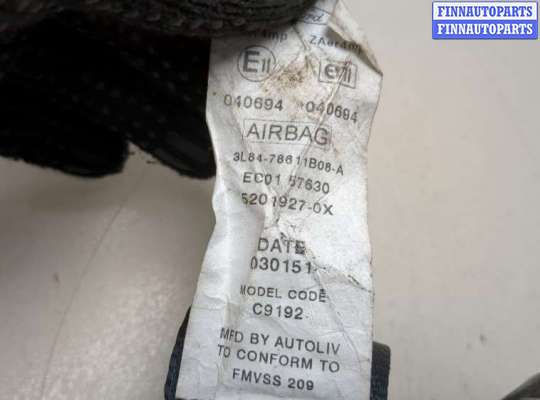 FINNAUTOPARTS
FINNAUTOPARTS
E11 e11
040694 040694
AIRBAG
3L84-78611B08-A
EC01 57630
5201927-0X
DATE
030151
MODEL CODE
C9192
MFD BY AUTOLIV
TO CONFORM TO
FMVSS 209